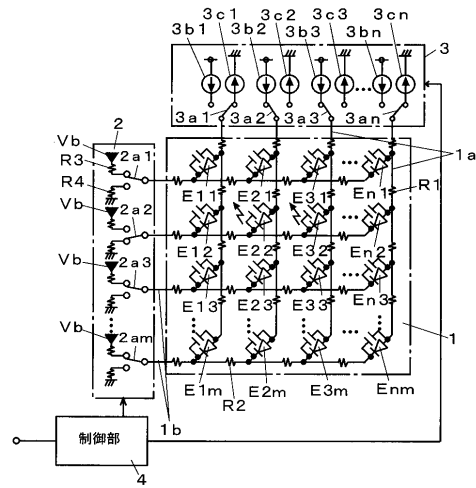 3c1 3c2 3c3 3cn
3b1 3b2 3b3 3bn
3
3a1 3a2 3a3 3an
Vb 2
R3 2a1
R4
1a
R1
E11 E21 E31 En1
Vb 2a2
E12 E22 E32 En2
Vb 2a3
E13 E23 E33 En3
Vb 2am
1
E1m E2m E3m Enm
R2
1b
制御部
4